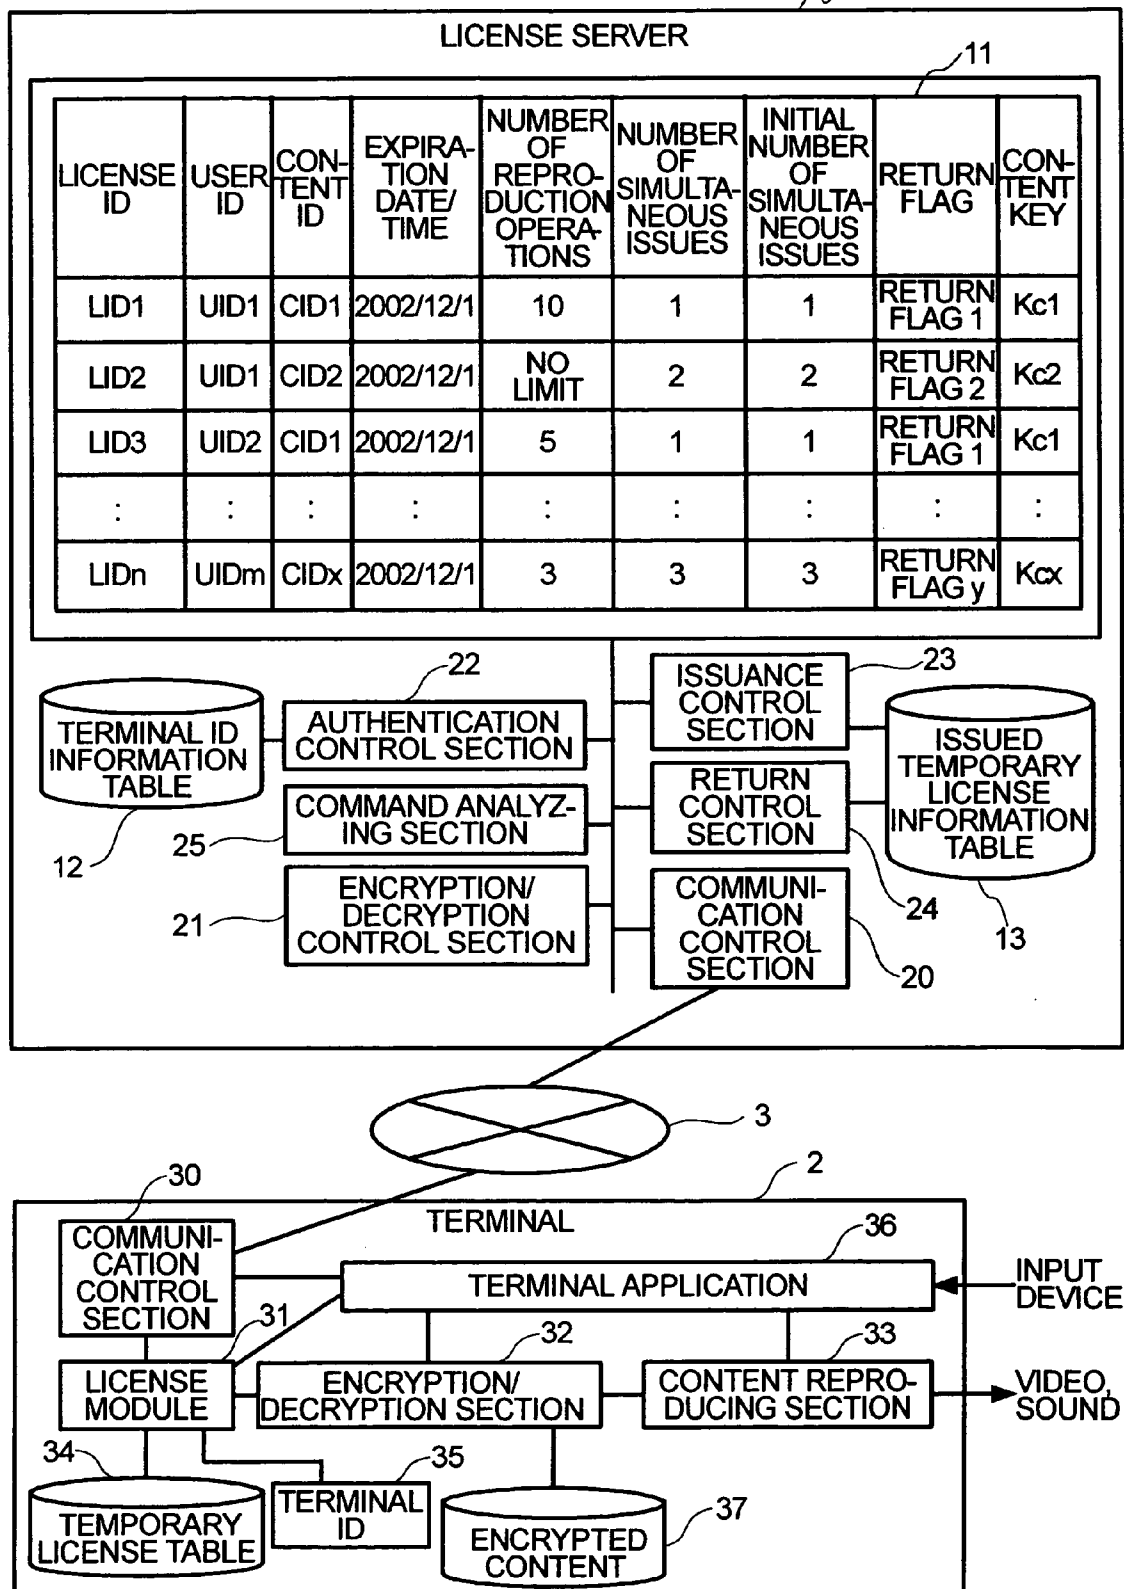 LICENSE SERVER
11
LICENSE ID
USER ID
CON-TENT ID
EXPIRA-TION DATE/TIME
NUMBER OF REPRO-DUCTION OPERA-TIONS
NUMBER OF SIMULTA-NEOUS ISSUES
INITIAL NUMBER OF SIMULTA-NEOUS ISSUES
RETURN FLAG
CON-TENT KEY
LID1 UID1 CID1 2002/12/1 10 1 1 RETURN FLAG 1 Kc1
LID2 UID1 CID2 2002/12/1 NO LIMIT 2 2 RETURN FLAG 2 Kc2
LID3 UID2 CID1 2002/12/1 5 1 1 RETURN FLAG 1 Kc1
: : : : : : : : :
LIDn UIDm CIDx 2002/12/1 3 3 3 RETURN FLAG y Kcx
22
23
TERMINAL ID
INFORMATION
TABLE
12
AUTHENTICATION
CONTROL SECTION
ISSUANCE
CONTROL
SECTION
ISSUED
TEMPORARY
LICENSE
INFORMATION
TABLE
13
COMMAND ANALYZ-
ING SECTION
25
RETURN
CONTROL
SECTION
24
ENCRYPTION/
DECRYPTION
CONTROL SECTION
21
COMMUNI-
CATION
CONTROL
SECTION
20
3
2
TERMINAL
30
COMMUNI-
CATION
CONTROL
SECTION
36
TERMINAL APPLICATION
INPUT
DEVICE
31
LICENSE
MODULE
32
ENCRYPTION/
DECRYPTION SECTION
33
CONTENT REPRO-
DUCING SECTION
VIDEO,
SOUND
34
TEMPORARY
LICENSE TABLE
35
TERMINAL
ID
37
ENCRYPTED
CONTENT